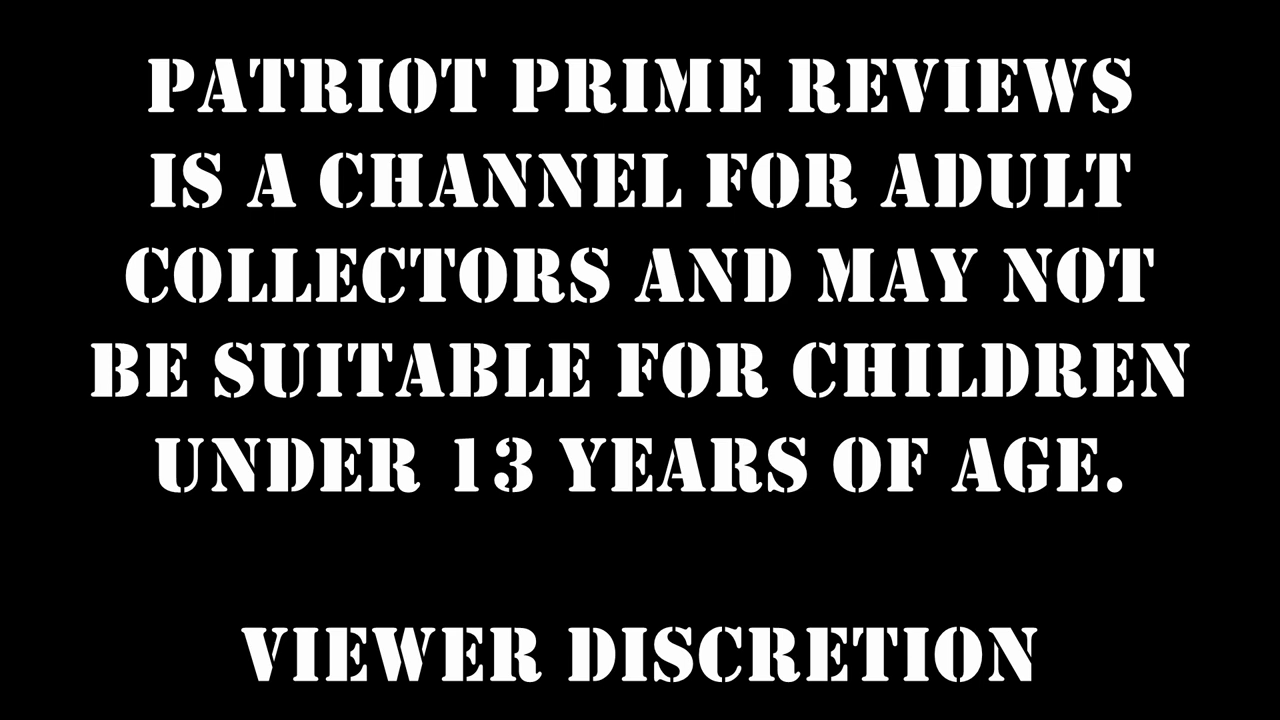 PATRIOT PRIME REVIEWS
IS A CHANNEL FOR ADULT
COLLECTORS AND MAY NOT
BE SUITABLE FOR CHILDREN
UNDER 13 YEARS OF AGE.
VIEWER DISCRETION